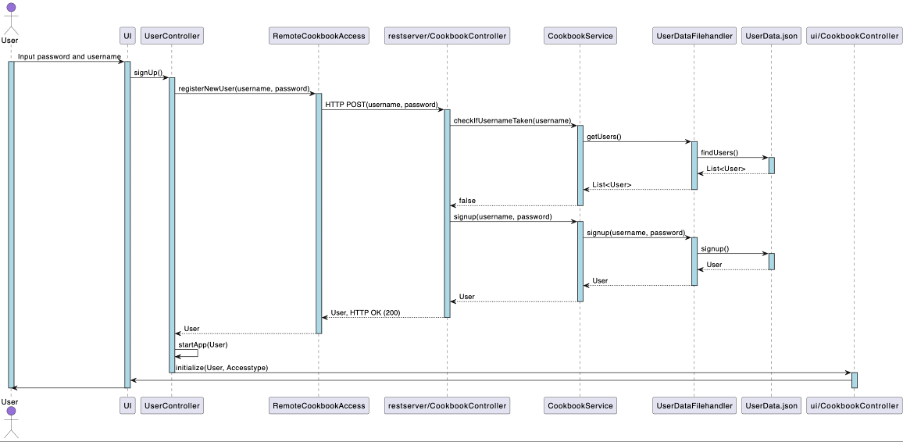 User
UI
UserController
RemoteCookbookAccess
restserver/CookbookController
CookbookService
UserDataFilehandler
UserData.json
ui/CookbookController
Input password and username
signUp()
registerNewUser(username, password)
HTTP POST(username, password)
checkIfUsernameTaken(username)
getUsers()
findUsers()
List<User>
List<User>
false
signup(username, password)
signup(username, password)
signup()
User
User
User
User, HTTP OK (200)
User
startApp(User)
initialize(User, Accesstype)
User
UI
UserController
RemoteCookbookAccess
restserver/CookbookController
CookbookService
UserDataFilehandler
UserData.json
ui/CookbookController